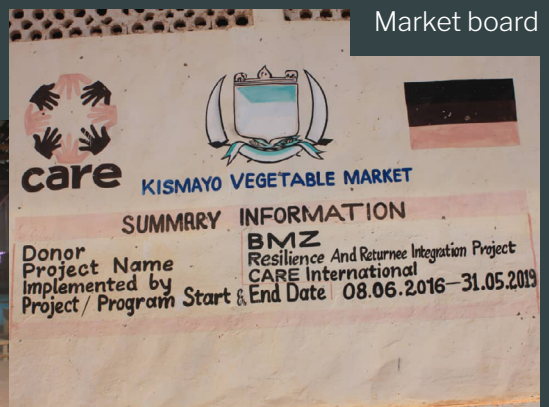 Market board
care
KISMAYO VEGETABLE MARKET
SUMMARY INFORMATION
Donor BMZ
Project Name Resilience And Returnee Integration Project
Implemented by CARE International
Project/Program Start & End Date 08.06.2016-31.05.2019